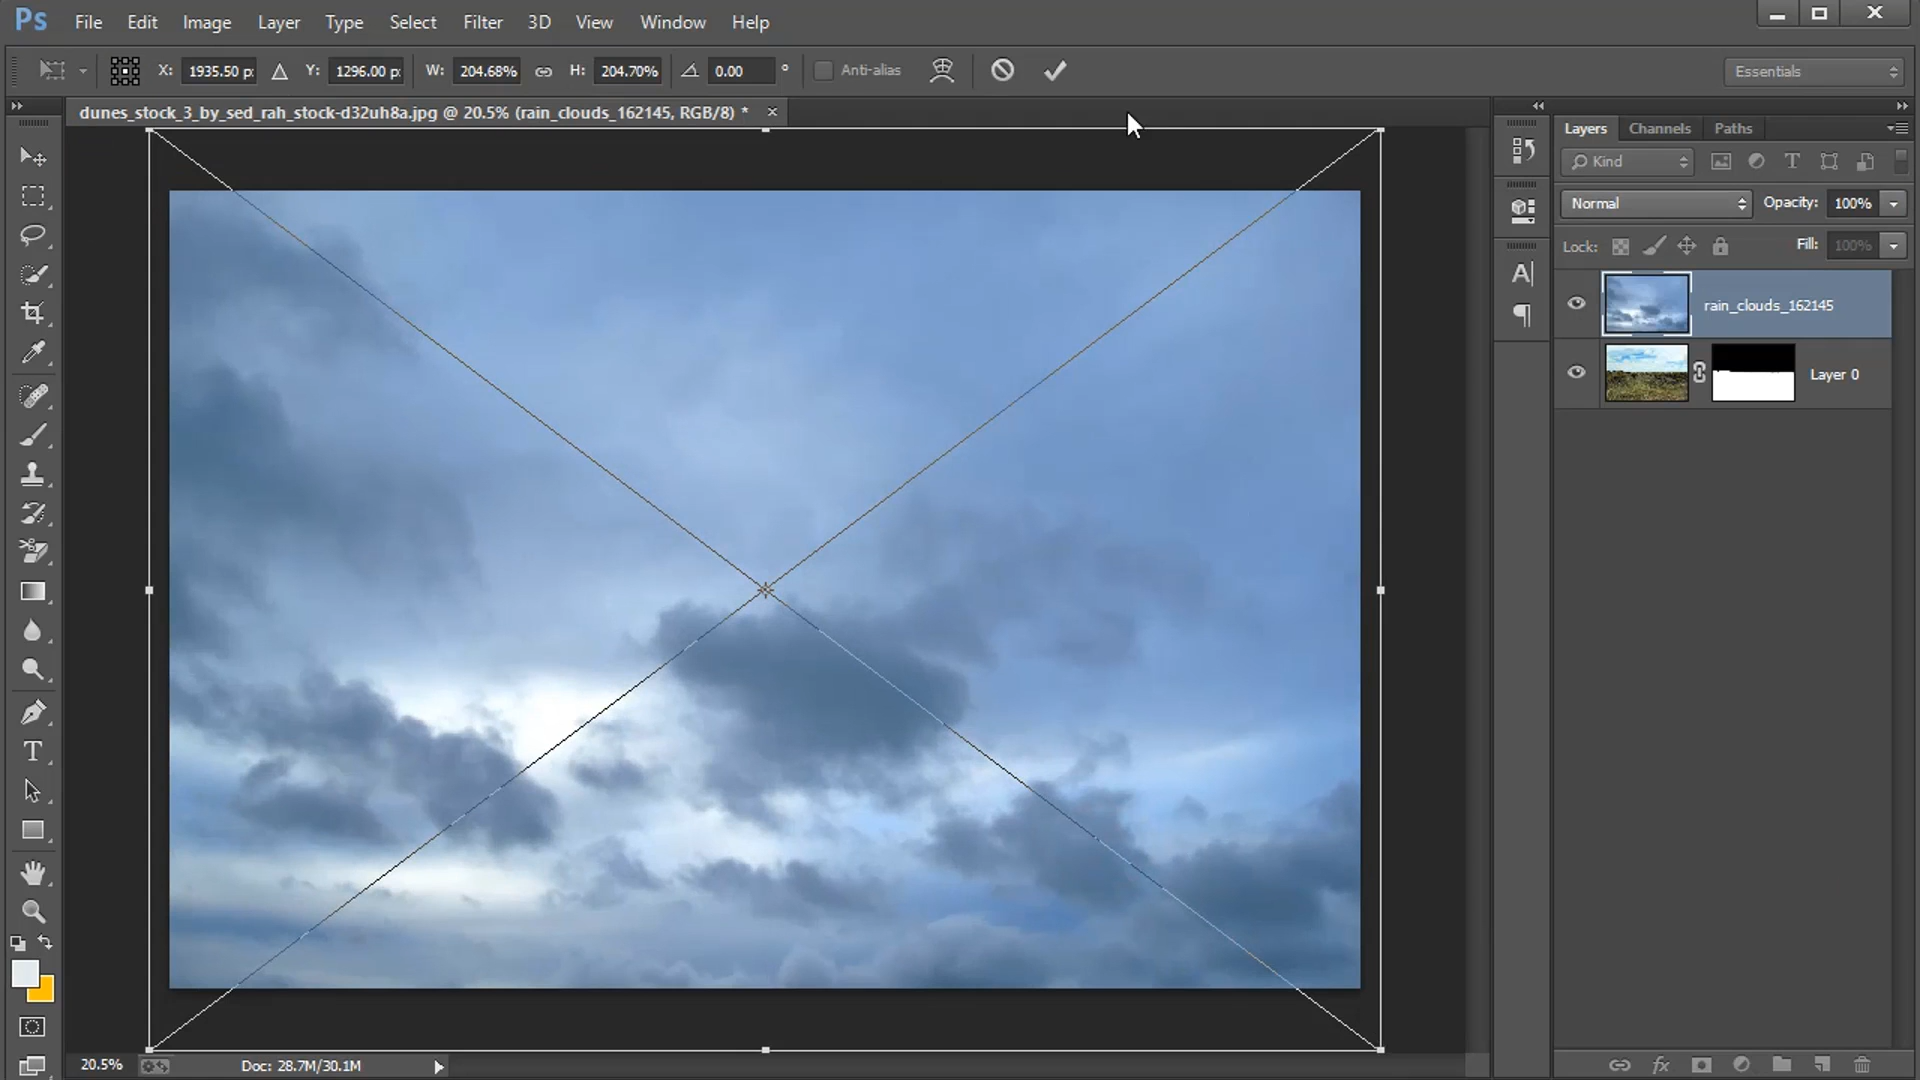 Ps File Edit Image Layer Type Select Filter 3D View Window Help
X: 1935.50 p: Y: 1296.00 p: W: 204.68% H: 204.70% 0.00 ° Anti-alias Essentials
dunes_stock_3_by_sed_rah_stock-d32uh8a.jpg @ 20.5% (rain_clouds_162145, RGB/8) *
Layers Channels Paths
Kind
Normal Opacity: 100%
Lock: Fill: 100%
rain_clouds_162145
Layer 0
20.5% Doc: 28.7M/30.1M